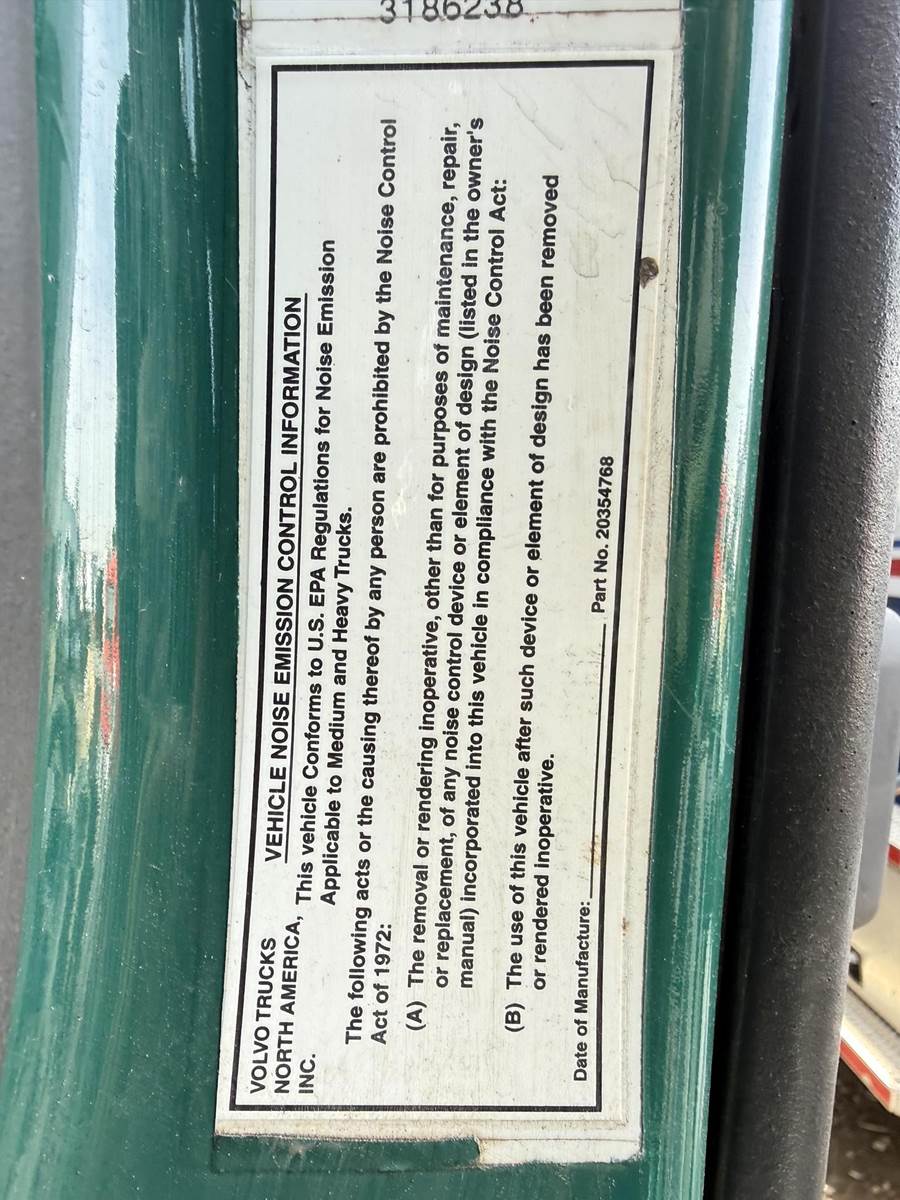 3186238
VOLVO TRUCKS
NORTH AMERICA,
INC.
VEHICLE NOISE EMISSION CONTROL INFORMATION
This vehicle Conforms to U.S. EPA Regulations for Noise Emission
Applicable to Medium and Heavy Trucks.
The following acts or the causing thereof by any person are prohibited by the Noise Control
Act of 1972:
(A) The removal or rendering inoperative, other than for purposes of maintenance, repair,
or replacement, of any noise control device or element of design (listed in the owner's
manual) incorporated into this vehicle in compliance with the Noise Control Act:
(B) The use of this vehicle after such device or element of design has been removed
or rendered inoperative.
Date of Manufacture: Part No. 20354768